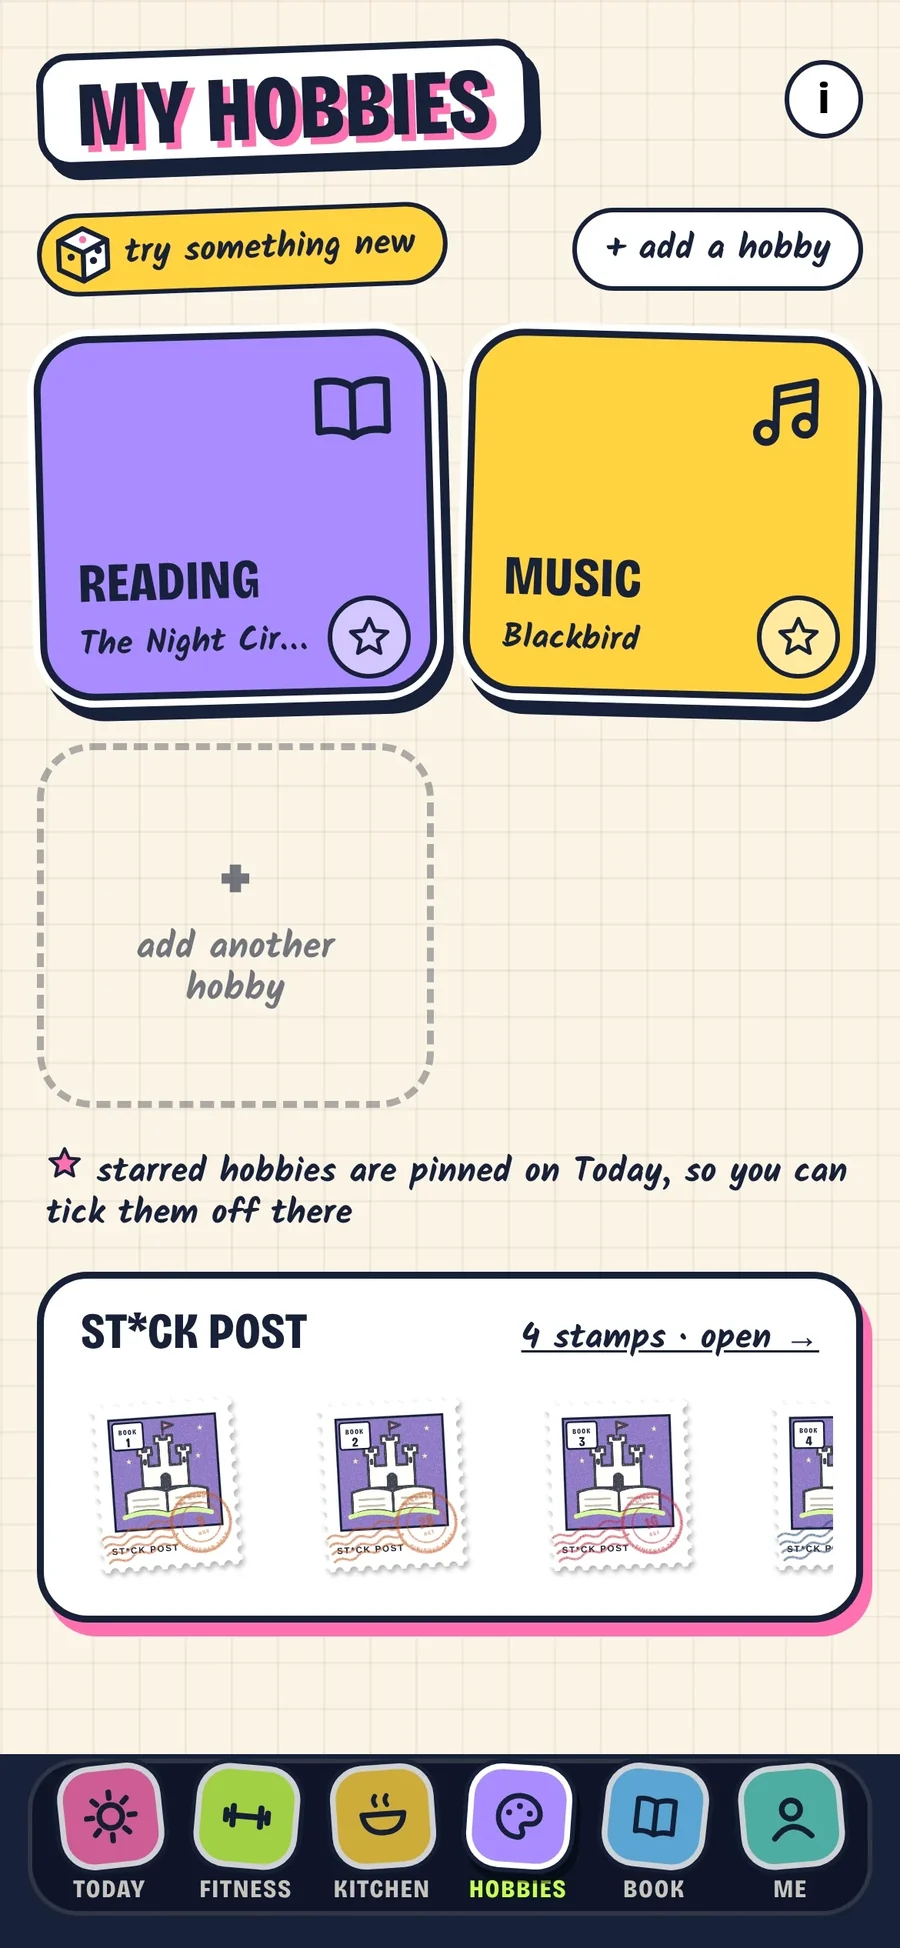 MY HOBBIES
i
try something new
+ add a hobby
READING
The Night Cir...
MUSIC
Blackbird
+
add another
hobby
starred hobbies are pinned on Today, so you can
tick them off there
ST*CK POST
4 stamps · open →
BOOK
1
ST*CK POST
BOOK
2
ST*CK POST
BOOK
3
ST*CK POST
BOOK
4
ST*CK P
TODAY
FITNESS
KITCHEN
HOBBIES
BOOK
ME